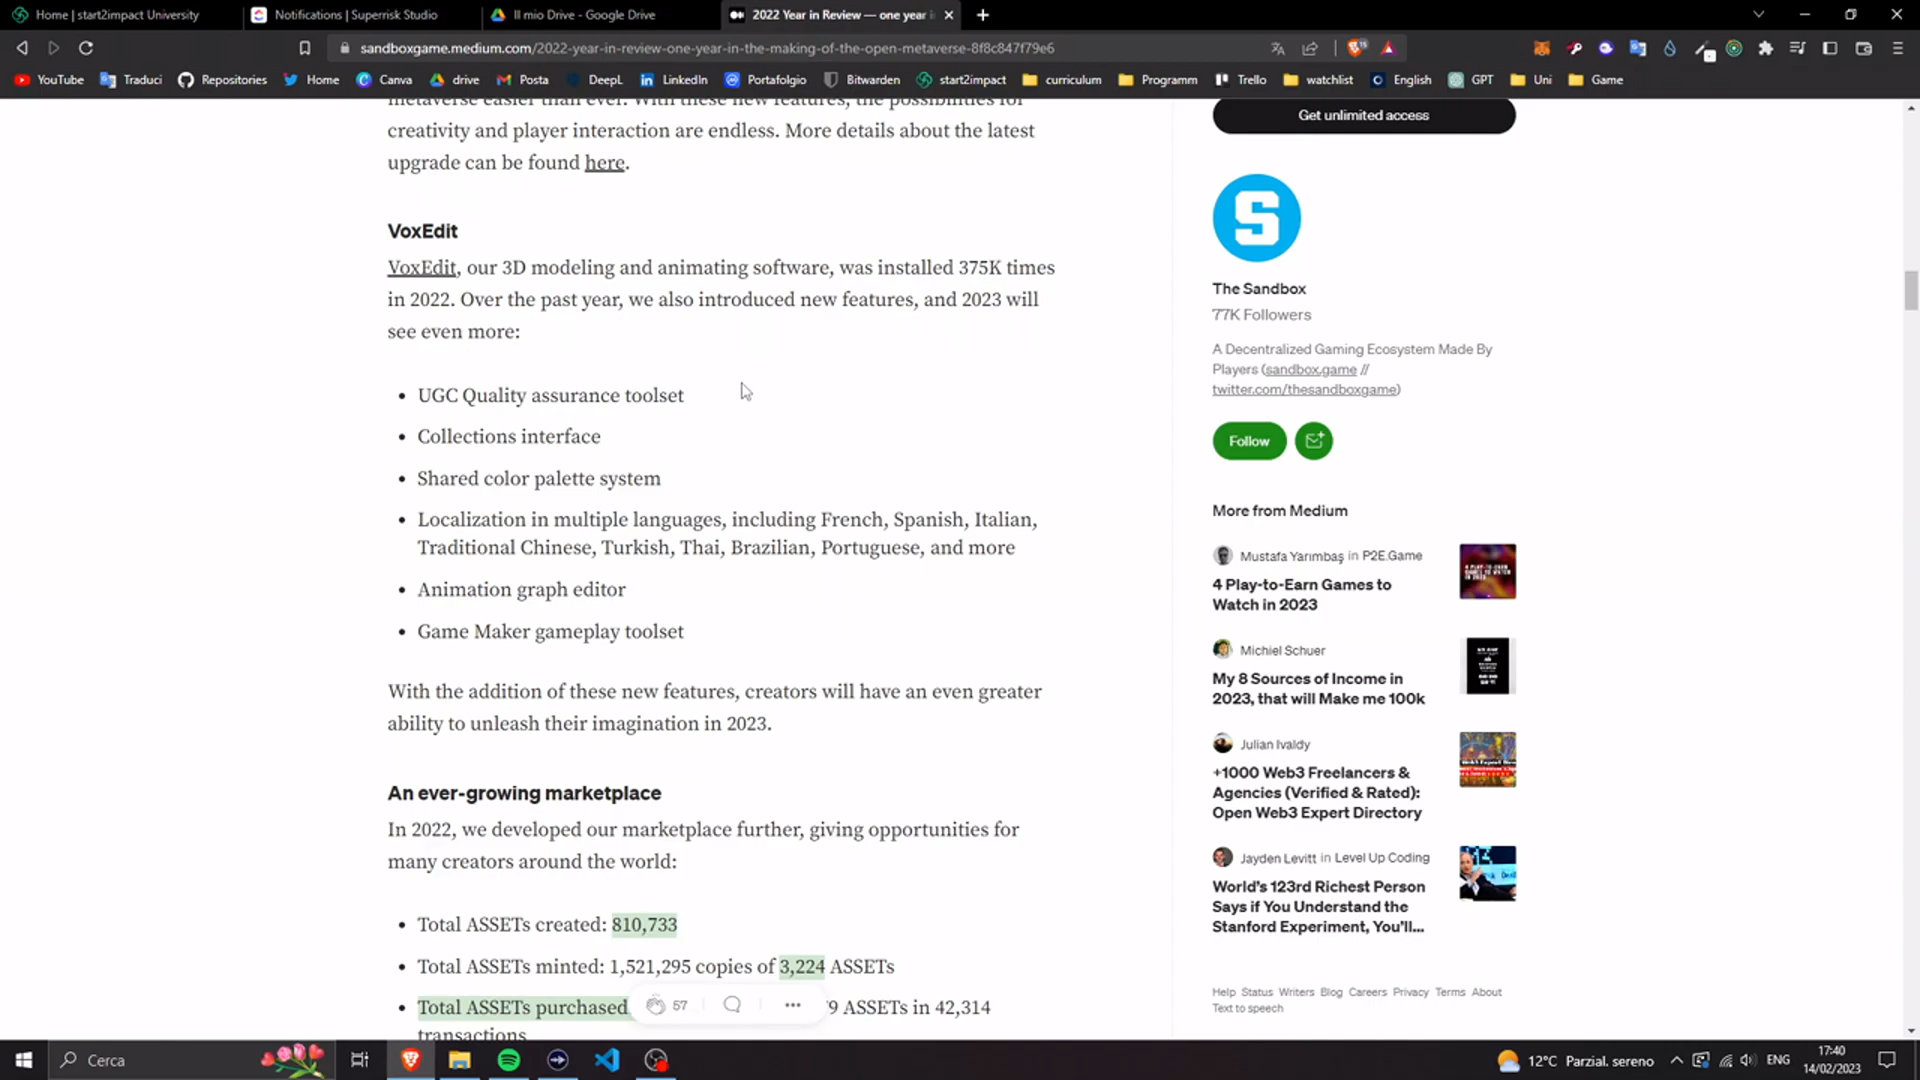 Home | start2impact University
Notifications | Superrisk Studio
Il mio Drive - Google Drive
2022 Year in Review — one year in
sandboxgame.medium.com/2022-year-in-review-one-year-in-the-making-of-the-open-metaverse-8f8c847f79e6
YouTube
Traduci
Repositories
Home
Canva
drive
Posta
DeepL
LinkedIn
Portafolgio
Bitwarden
start2impact
curriculum
Programm
Trello
watchlist
English
GPT
Uni
Game
metaverse easier than ever. With these new features, the possibilities for
creativity and player interaction are endless. More details about the latest
upgrade can be found here.
VoxEdit
VoxEdit, our 3D modeling and animating software, was installed 375K times
in 2022. Over the past year, we also introduced new features, and 2023 will
see even more:
• UGC Quality assurance toolset
• Collections interface
• Shared color palette system
• Localization in multiple languages, including French, Spanish, Italian,
Traditional Chinese, Turkish, Thai, Brazilian, Portuguese, and more
• Animation graph editor
• Game Maker gameplay toolset
With the addition of these new features, creators will have an even greater
ability to unleash their imagination in 2023.
An ever-growing marketplace
In 2022, we developed our marketplace further, giving opportunities for
many creators around the world:
• Total ASSETs created: 810,733
• Total ASSETs minted: 1,521,295 copies of 3,224 ASSETs
• Total ASSETs purchased 9 ASSETs in 42,314
transactions
57
Get unlimited access
S
The Sandbox
77K Followers
A Decentralized Gaming Ecosystem Made By
Players (sandbox.game //
twitter.com/thesandboxgame)
Follow
More from Medium
Mustafa Yarımbaş in P2E.Game
4 Play-to-Earn Games to
Watch in 2023
Michiel Schuer
My 8 Sources of Income in
2023, that will Make me 100k
Julian Ivaldy
+1000 Web3 Freelancers &
Agencies (Verified & Rated):
Open Web3 Expert Directory
Jayden Levitt in Level Up Coding
World's 123rd Richest Person
Says if You Understand the
Stanford Experiment, You'll...
Help Status Writers Blog Careers Privacy Terms About
Text to speech
Cerca
12°C Parzial. sereno
ENG
17:40
14/02/2023